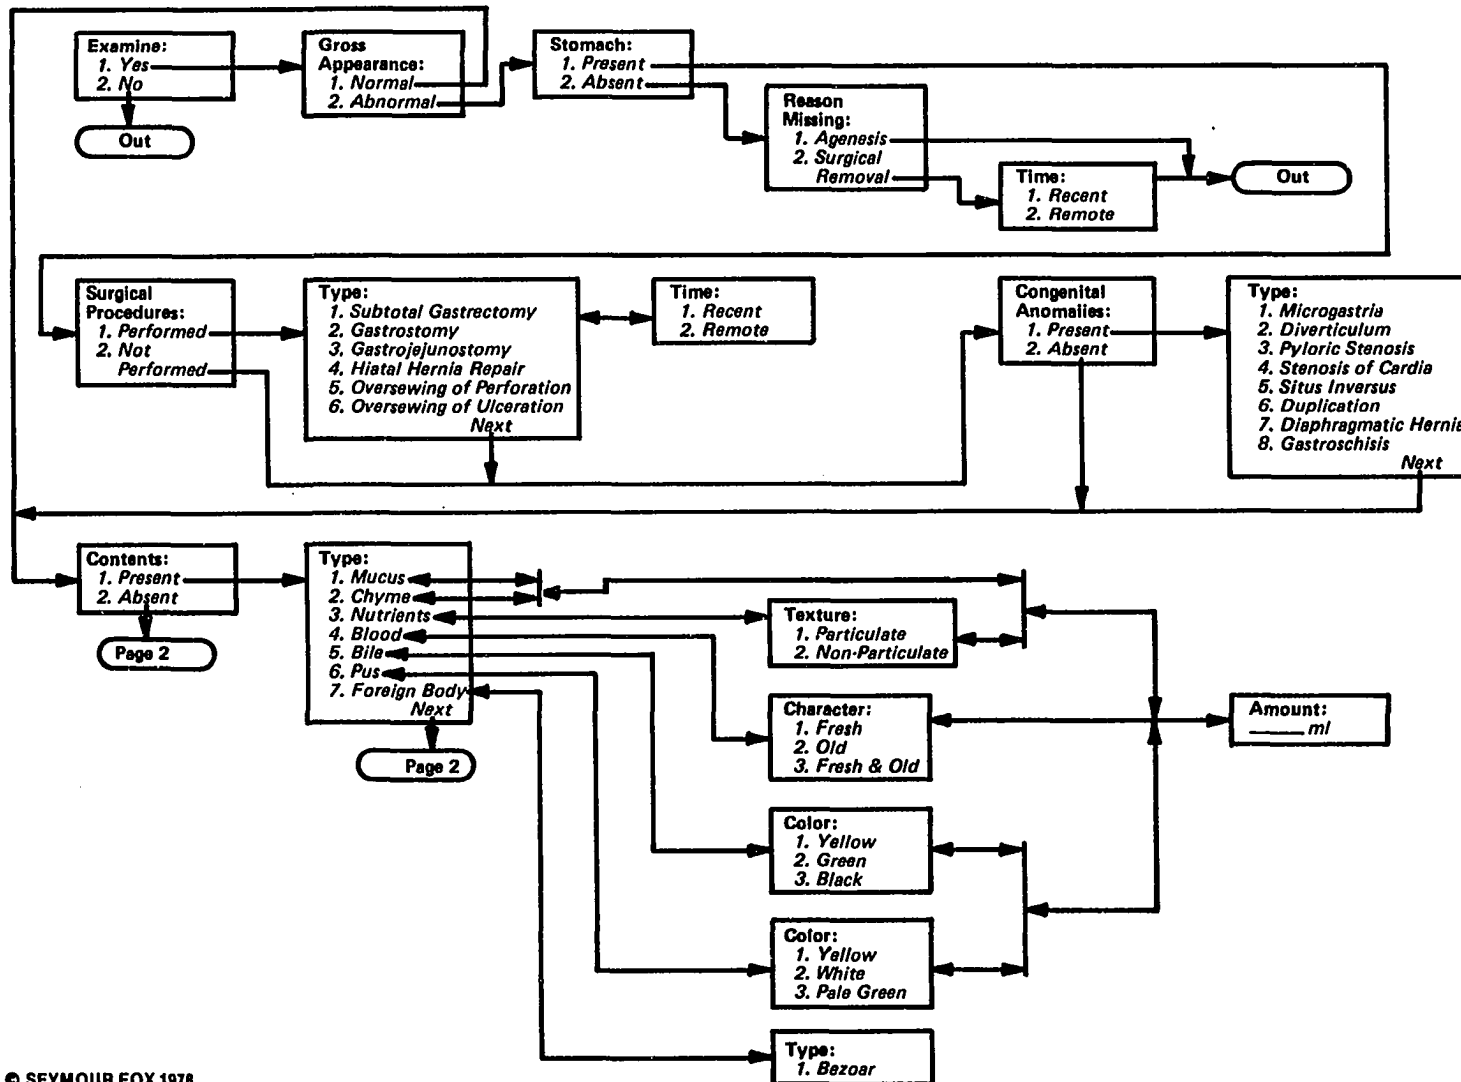 Examine:
1. Yes
2. No
Out
Gross
Appearance:
1. Normal
2. Abnormal
Stomach:
1. Present
2. Absent
Reason
Missing:
1. Agenesis
2. Surgical
Removal
Time:
1. Recent
2. Remote
Out
Surgical
Procedures:
1. Performed
2. Not
Performed
Type:
1. Subtotal Gastrectomy
2. Gastrostomy
3. Gastrojejunostomy
4. Hiatal Hernia Repair
5. Oversewing of Perforation
6. Oversewing of Ulceration
Next
Time:
1. Recent
2. Remote
Congenital
Anomalies:
1. Present
2. Absent
Type:
1. Microgastria
2. Diverticulum
3. Pyloric Stenosis
4. Stenosis of Cardia
5. Situs Inversus
6. Duplication
7. Diaphragmatic Hernia
8. Gastroschisis
Next
Contents:
1. Present
2. Absent
Page 2
Type:
1. Mucus
2. Chyme
3. Nutrients
4. Blood
5. Bile
6. Pus
7. Foreign Body
Next
Page 2
Texture:
1. Particulate
2. Non-Particulate
Character:
1. Fresh
2. Old
3. Fresh & Old
Amount:
_____ ml
Color:
1. Yellow
2. Green
3. Black
Color:
1. Yellow
2. White
3. Pale Green
Type:
1. Bezoar
© SEYMOUR FOX 1978